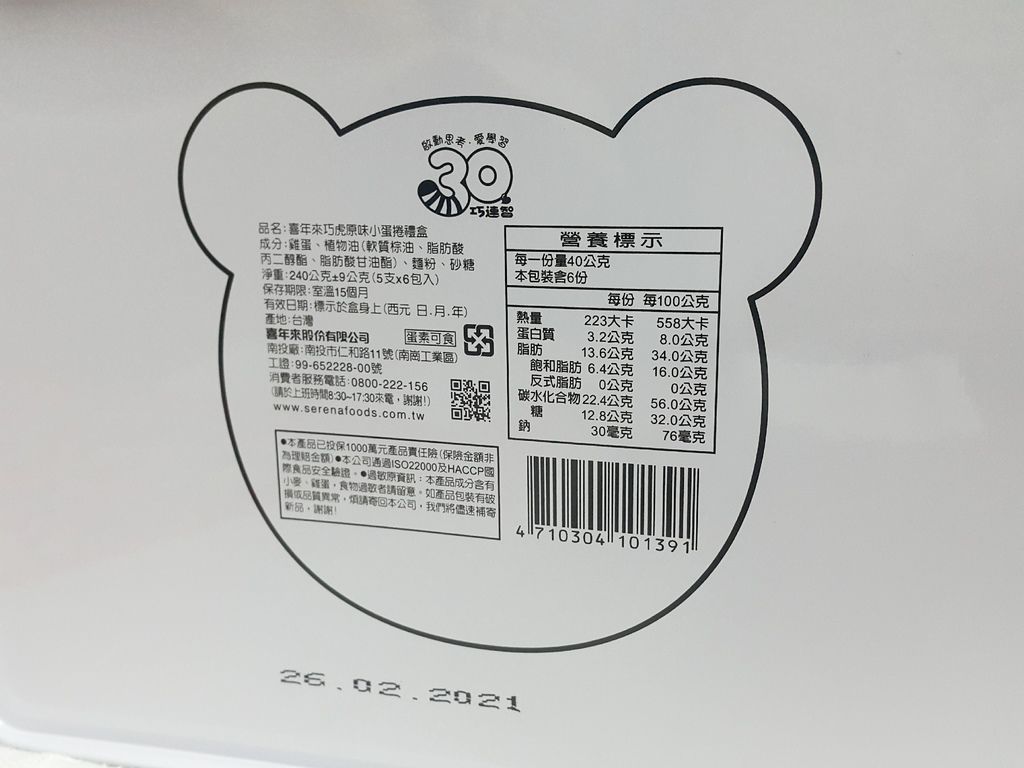 啟動思考.愛學習
30
巧連智
品名:喜年來巧虎原味小蛋捲禮盒
成分:雞蛋、植物油(軟質棕油、脂肪酸
丙二醇酯、脂肪酸甘油酯)、麵粉、砂糖
淨重:240公克±9公克(5支x6包入)
保存期限:室溫15個月
有效日期:標示於盒身上(西元 日.月.年)
產地:台灣
喜年來股份有限公司 蛋素可食
南投廠:南投市仁和路11號(南崗工業區)
工證:99-652228-00號
消費者服務電話:0800-222-156
(請於上班時間8:30~17:30來電,謝謝!)
www.serenafoods.com.tw
●本產品已投保1000萬元產品責任險(保險金額非
為理賠金額)●本公司通過ISO22000及HACCP國
際食品安全驗證。●過敏原資訊:本產品成分含有
小麥、雞蛋,食物過敏者請留意。如產品包裝有破
損或品質異常,煩請寄回本公司,我們將儘速補寄
新品,謝謝!
營養標示
每一份量40公克
本包裝含6份
每份 每100公克
熱量 223大卡 558大卡
蛋白質 3.2公克 8.0公克
脂肪 13.6公克 34.0公克
飽和脂肪 6.4公克 16.0公克
反式脂肪 0公克 0公克
碳水化合物 22.4公克 56.0公克
糖 12.8公克 32.0公克
鈉 30毫克 76毫克
4 710304 101391
26.02.2021